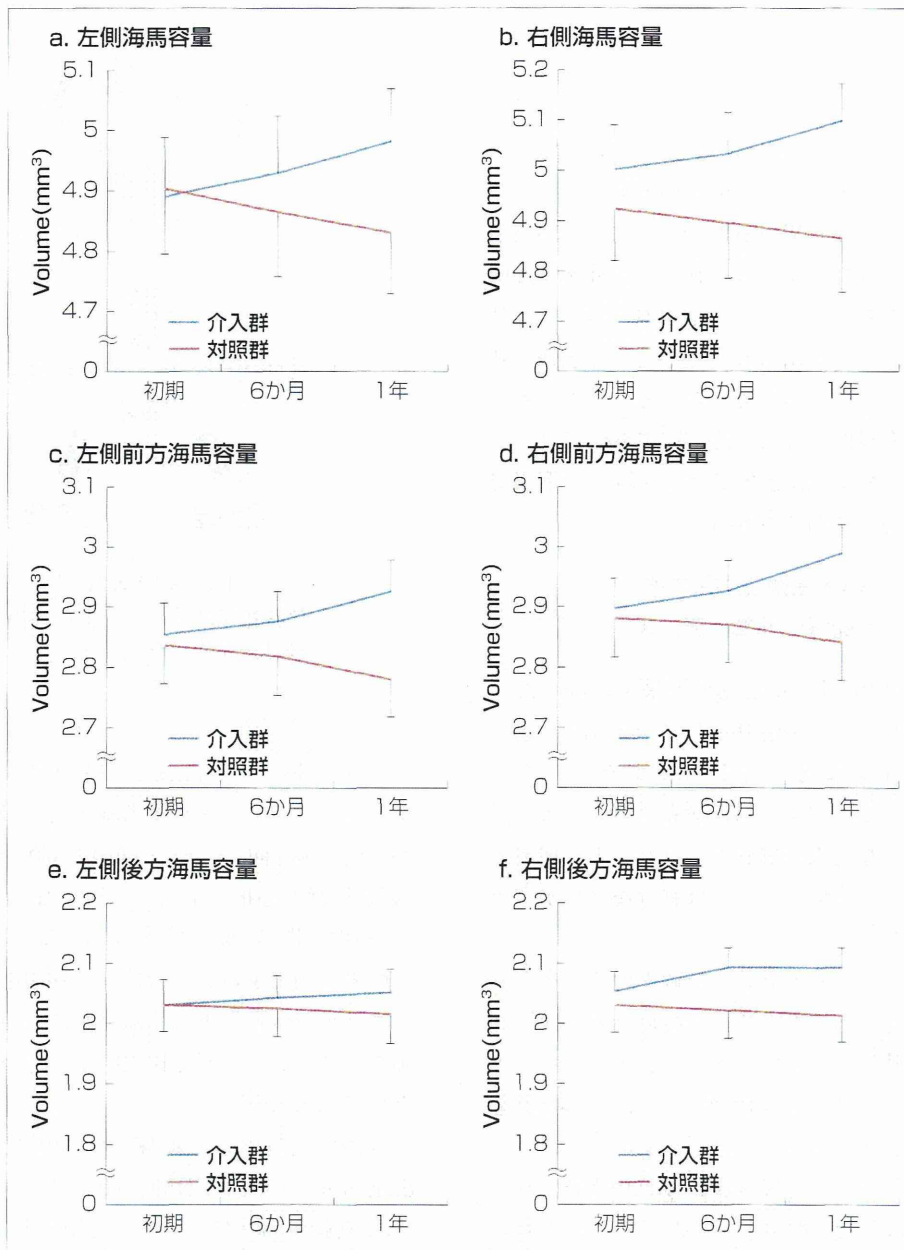 a. 左側海馬容量
5.1
5
4.9
4.8
4.7
0
Volume(mm³)
介入群
対照群
初期 6か月 1年
b. 右側海馬容量
5.2
5.1
5
4.9
4.8
4.7
0
Volume(mm³)
介入群
対照群
初期 6か月 1年
c. 左側前方海馬容量
3.1
3
2.9
2.8
2.7
0
Volume(mm³)
介入群
対照群
初期 6か月 1年
d. 右側前方海馬容量
3.1
3
2.9
2.8
2.7
0
Volume(mm³)
介入群
対照群
初期 6か月 1年
e. 左側後方海馬容量
2.2
2.1
2
1.9
1.8
0
Volume(mm³)
介入群
対照群
初期 6か月 1年
f. 右側後方海馬容量
2.2
2.1
2
1.9
1.8
0
Volume(mm³)
介入群
対照群
初期 6か月 1年